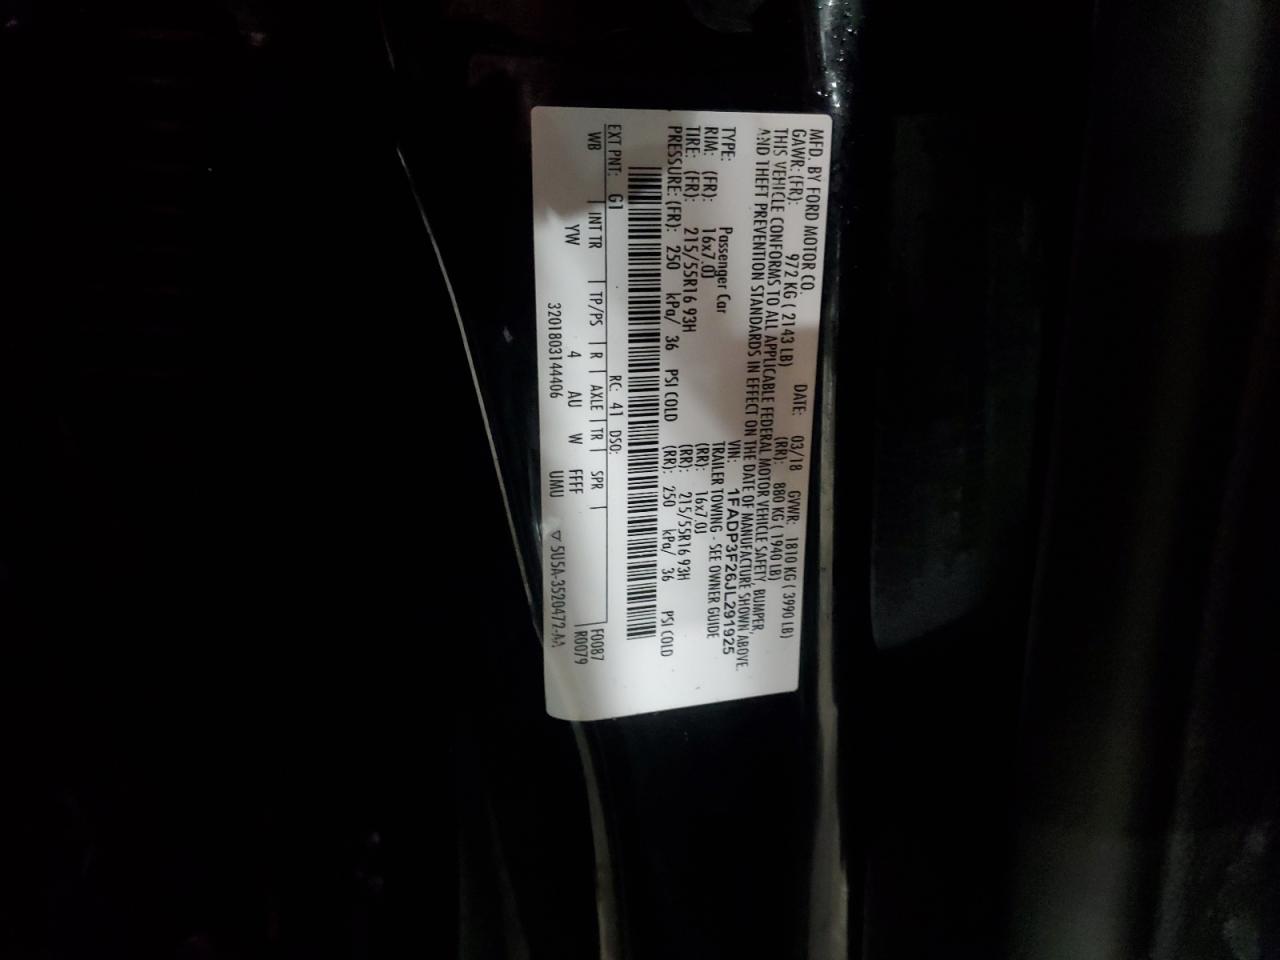 MFD. BY FORD MOTOR CO.
DATE: 03/18 GVWR: 1810 KG ( 3990 LB)
GAWR: (FR): 972 KG ( 2143 LB) (RR): 880 KG ( 1940 LB)
THIS VEHICLE CONFORMS TO ALL APPLICABLE FEDERAL MOTOR VEHICLE SAFETY, BUMPER,
AND THEFT PREVENTION STANDARDS IN EFFECT ON THE DATE OF MANUFACTURE SHOWN ABOVE.
VIN: 1FADP3F26JL291925
TYPE: Passenger Car TRAILER TOWING - SEE OWNER GUIDE
RIM: (FR): 16x7.0J (RR): 16x7.0J
TIRE: (FR): 215/55R16 93H (RR): 215/55R16 93H
PRESSURE: (FR): 250 kPa/ 36 PSI COLD (RR): 250 kPa/ 36 PSI COLD
EXT PNT: G1 RC: 41 DSO: F0087
WB INT TR TP/PS R AXLE TR SPR R0079
YW 4 AU W FFFF
3201803144406 UMU ▽ 5U5A-3520472-AA